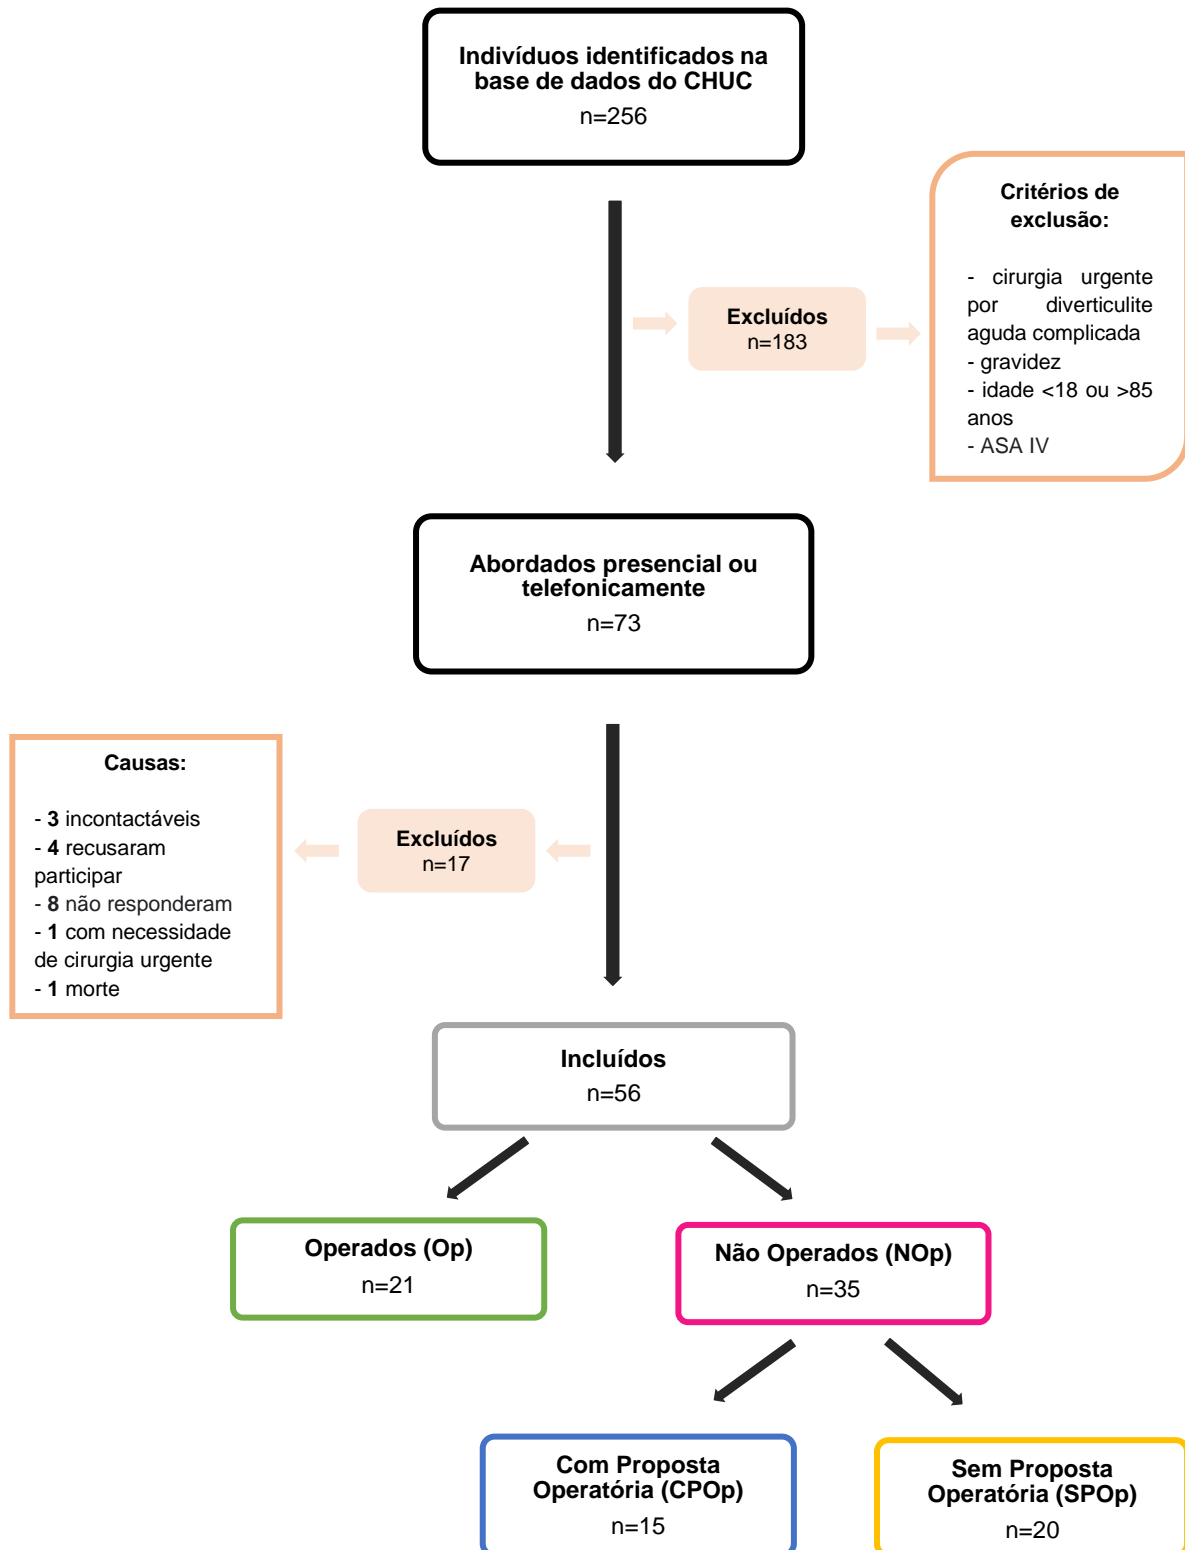 Indivíduos identificados na
base de dados do CHUC
n=256
Critérios de
exclusão:
- cirurgia urgente
por diverticulite
aguda complicada
- gravidez
- idade <18 ou >85
anos
- ASA IV
Excluídos
n=183
Abordados presencial ou
telefonicamente
n=73
Causas:
- 3 incontactáveis
- 4 recusaram
participar
- 8 não responderam
- 1 com necessidade
de cirurgia urgente
- 1 morte
Excluídos
n=17
Incluídos
n=56
Operados (Op)
n=21
Não Operados (NOp)
n=35
Com Proposta
Operatória (CPOp)
n=15
Sem Proposta
Operatória (SPOp)
n=20